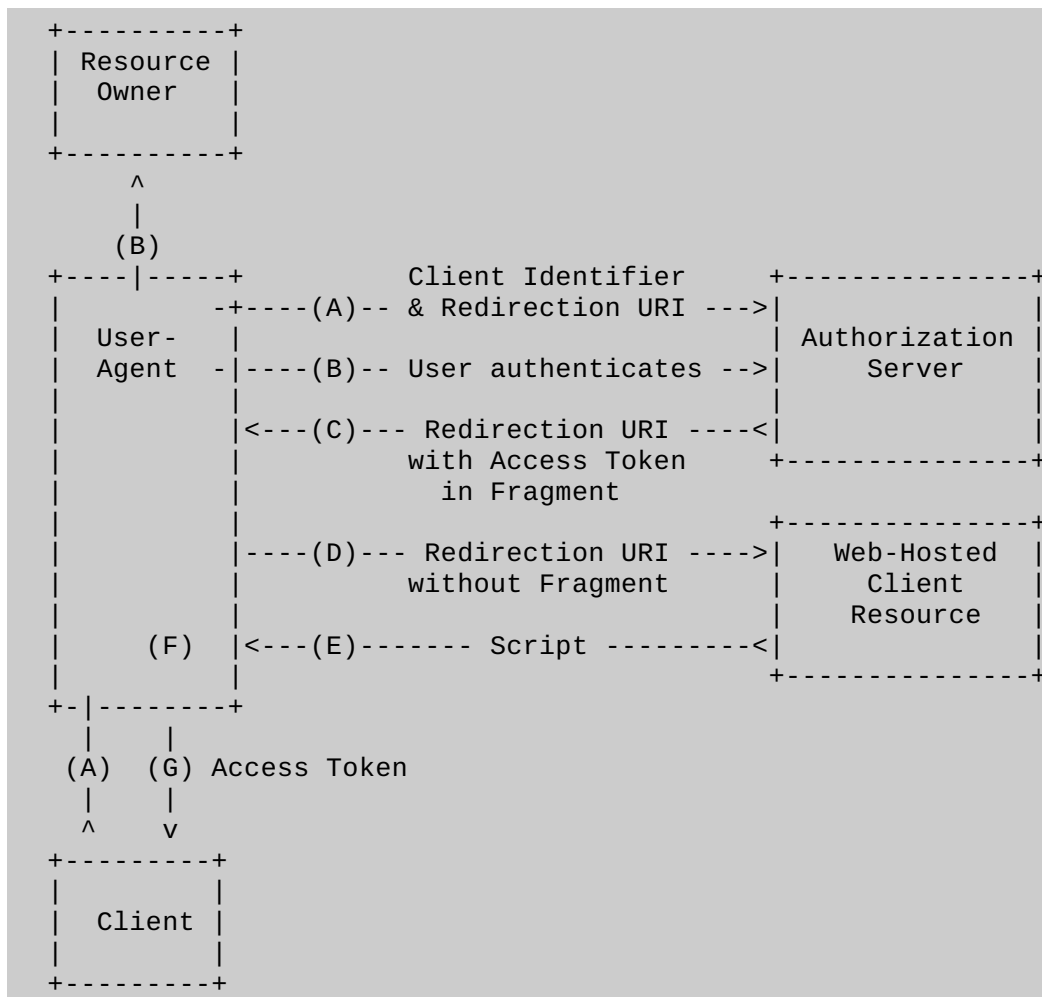 +----------+
| Resource |
|  Owner   |
|          |
+----------+
     ^
     |
    (B)
+----|-----+          Client Identifier     +---------------+
|         -+----(A)-- & Redirection URI --->|               |
|  User-   |                                | Authorization |
|  Agent  -|----(B)-- User authenticates -->|     Server    |
|          |                                |               |
|          |<---(C)--- Redirection URI ----<|               |
|          |          with Access Token     +---------------+
|          |            in Fragment
|          |                                +---------------+
|          |----(D)--- Redirection URI ---->|   Web-Hosted  |
|          |          without Fragment      |     Client    |
|          |                                |    Resource   |
|     (F)  |<---(E)------- Script ---------<|               |
|          |                                +---------------+
+-|--------+
  |    |
 (A)  (G) Access Token
  |    |
  ^    v
+---------+
|         |
|  Client |
|         |
+---------+